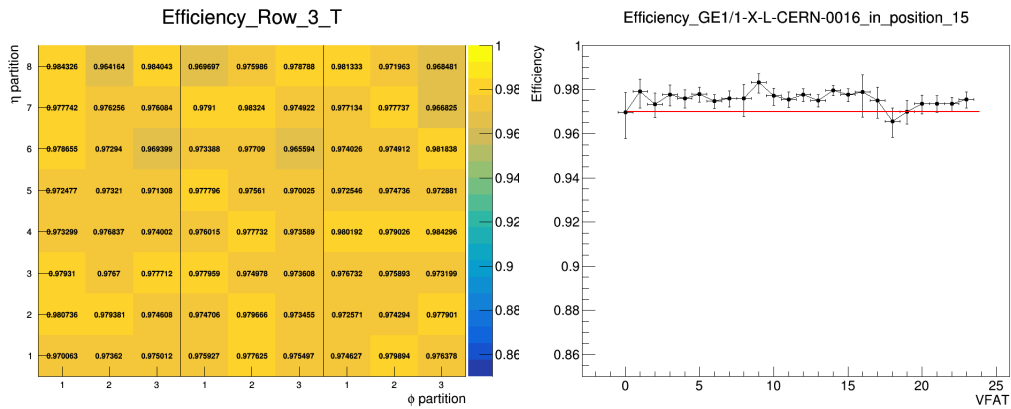 Efficiency_Row_3_T
η partition
8 0.984326 0.964164 0.984043 0.969697 0.975986 0.978788 0.981333 0.971963 0.968481
7 0.977742 0.976256 0.976084 0.9791 0.98324 0.974922 0.977134 0.977737 0.966825
6 0.978655 0.97294 0.969399 0.973388 0.97709 0.965594 0.974026 0.974912 0.981838
5 0.972477 0.97321 0.971308 0.977796 0.97561 0.970025 0.972546 0.974736 0.972881
4 0.973299 0.976837 0.974002 0.976015 0.977732 0.973589 0.980192 0.979026 0.984296
3 0.97931 0.9767 0.977712 0.977959 0.974978 0.973608 0.976732 0.975893 0.973199
2 0.980736 0.979381 0.974608 0.974706 0.979666 0.973455 0.972571 0.974294 0.977901
1 0.970063 0.97362 0.975012 0.975927 0.977625 0.975497 0.974627 0.979894 0.976378
1 2 3 1 2 3 1 2 3
φ partition
1
0.98
0.96
0.94
0.92
0.9
0.88
0.86
Efficiency_GE1/1-X-L-CERN-0016_in_position_15
Efficiency
1
0.98
0.96
0.94
0.92
0.9
0.88
0.86
0 5 10 15 20 25
VFAT